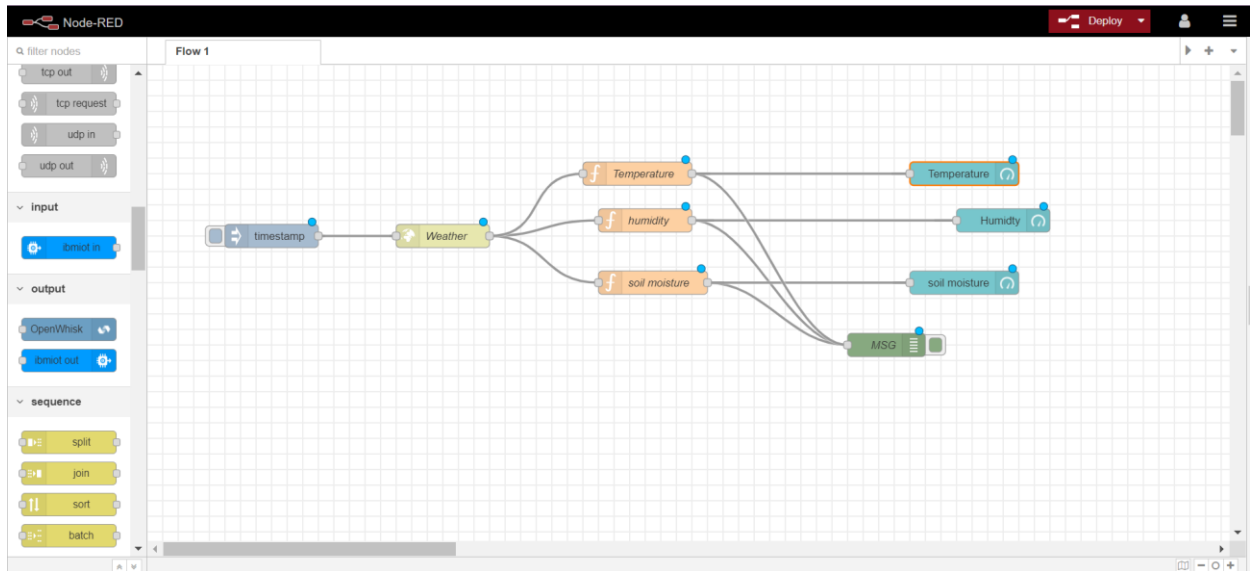 Node-RED
Deploy
filter nodes
Flow 1
tcp out
tcp request
udp in
udp out
input
ibmiot in
output
OpenWhisk
ibmiot out
sequence
split
join
sort
batch
timestamp
Weather
Temperature
humidity
soil moisture
Temperature
Humidty
soil moisture
MSG